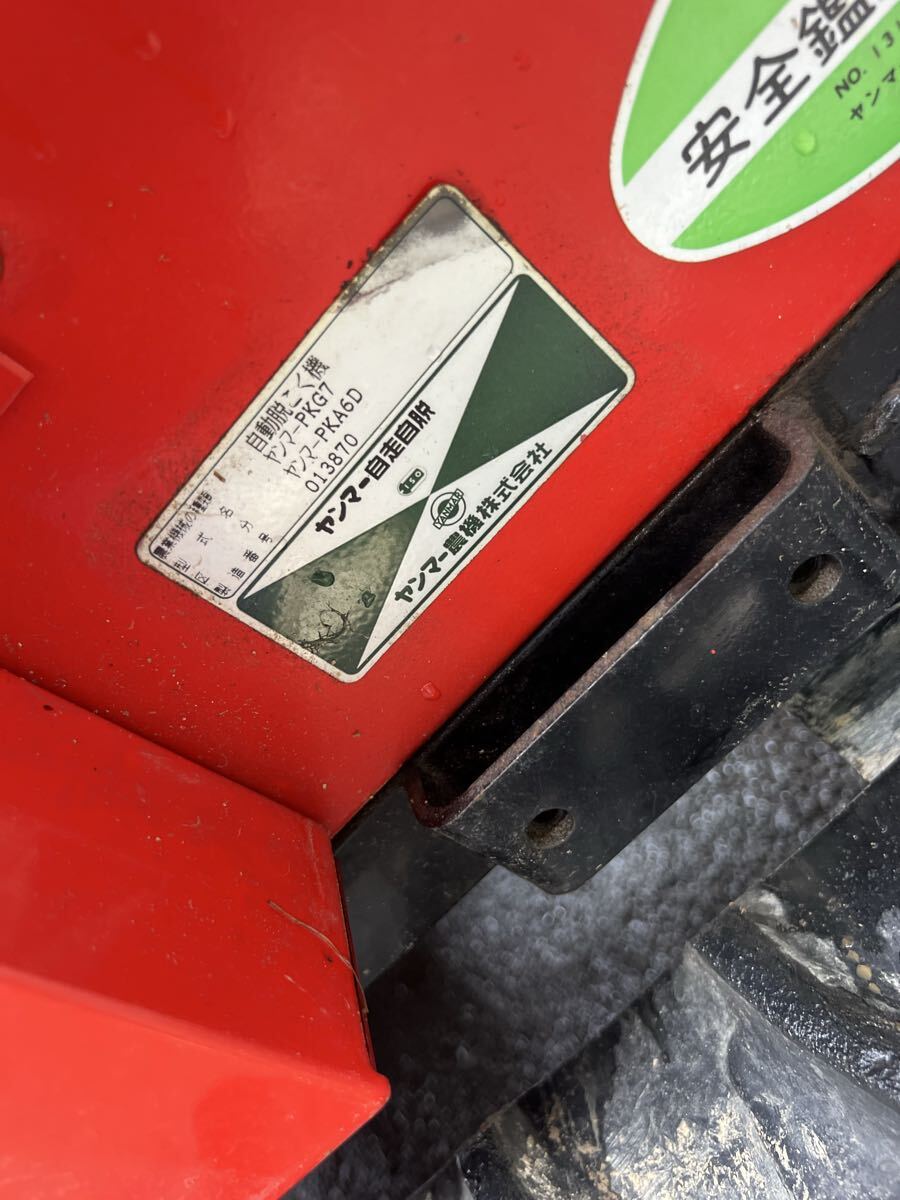 農業機械の種類 自動脱こく機
型式名 ヤンマーPKG7
区分 ヤンマーPKA6D
製造番号 013870
ヤンマー自走自脱
YANMAR
ヤンマー農機株式会社
安全鑑
NO. 131
ヤンマ